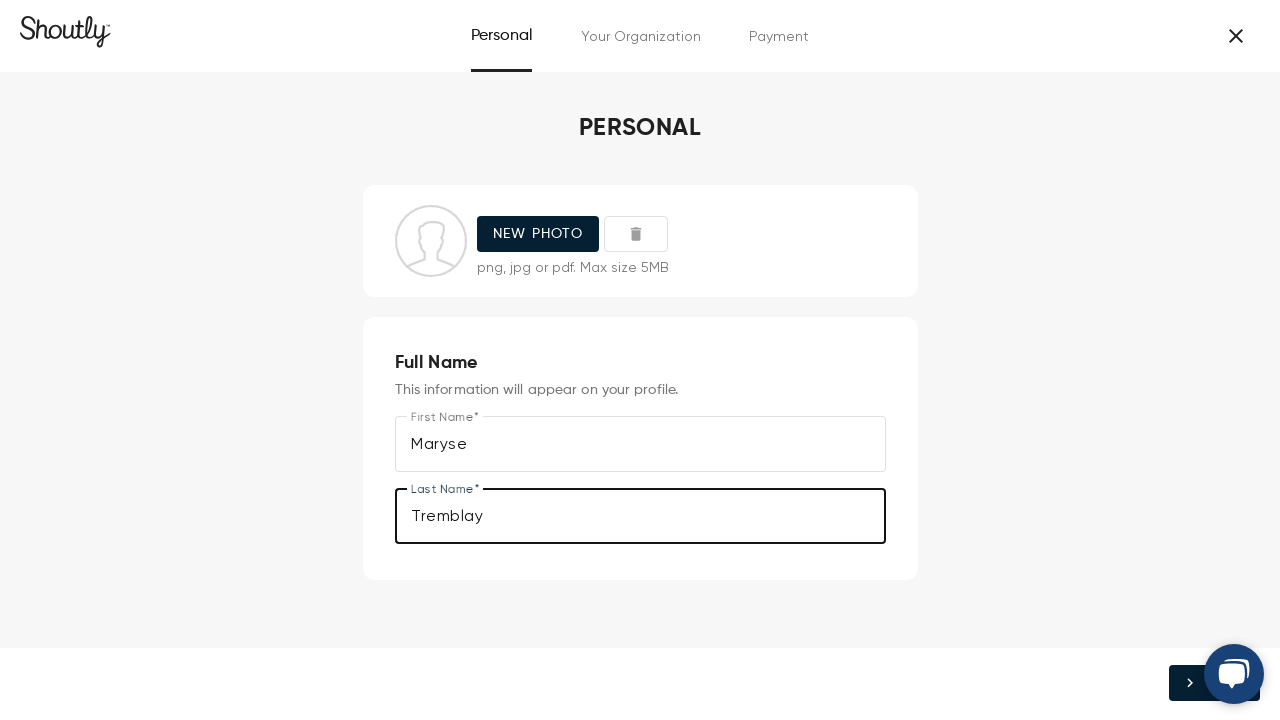 Shoutly™
Personal
Your Organization
Payment
PERSONAL
NEW PHOTO
png, jpg or pdf. Max size 5MB
Full Name
This information will appear on your profile.
First Name*
Maryse
Last Name*
Tremblay